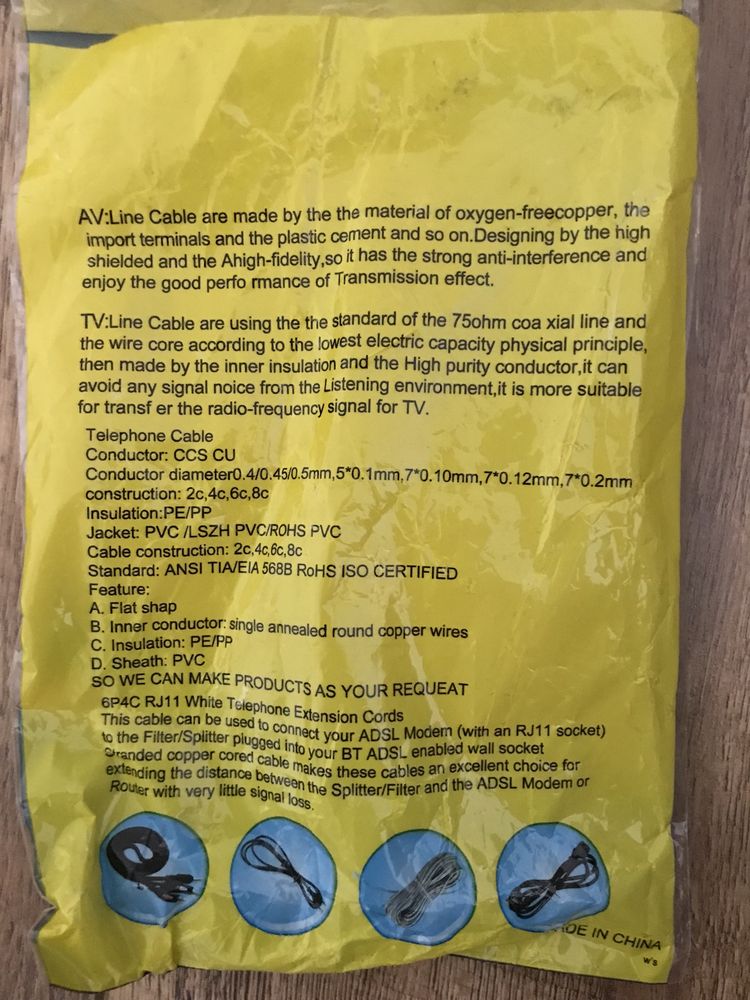 AV:Line Cable are made by the the material of oxygen-freecopper, the
import terminals and the plastic cement and so on.Designing by the high
shielded and the Ahigh-fidelity,so it has the strong anti-interference and
enjoy the good perfo rmance of Transmission effect.
TV:Line Cable are using the the standard of the 75ohm coa xial line and
the wire core according to the lowest electric capacity physical principle,
then made by the inner insulation and the High purity conductor,it can
avoid any signal noice from the Listening environment,it is more suitable
for transf er the radio-frequency signal for TV.
Telephone Cable
Conductor: CCS CU
Conductor diameter0.4/0.45/0.5mm,5*0.1mm,7*0.10mm,7*0.12mm,7*0.2mm
construction: 2c,4c,6c,8c
Insulation:PE/PP
Jacket: PVC /LSZH PVC/ROHS PVC
Cable construction: 2c,4c,6c,8c
Standard: ANSI TIA/EIA 568B RoHS ISO CERTIFIED
Feature:
A. Flat shap
B. Inner conductor: single annealed round copper wires
C. Insulation: PE/PP
D. Sheath: PVC
SO WE CAN MAKE PRODUCTS AS YOUR REQUEAT
6P4C RJ11 White Telephone Extension Cords
This cable can be used to connect your ADSL Modem (with an RJ11 socket)
to the Filter/Splitter plugged into your BT ADSL enabled wall socket
Stranded copper cored cable makes these cables an excellent choice for
extending the distance between the Splitter/Filter and the ADSL Modem or
Router with very little signal loss.
MADE IN CHINA
W's